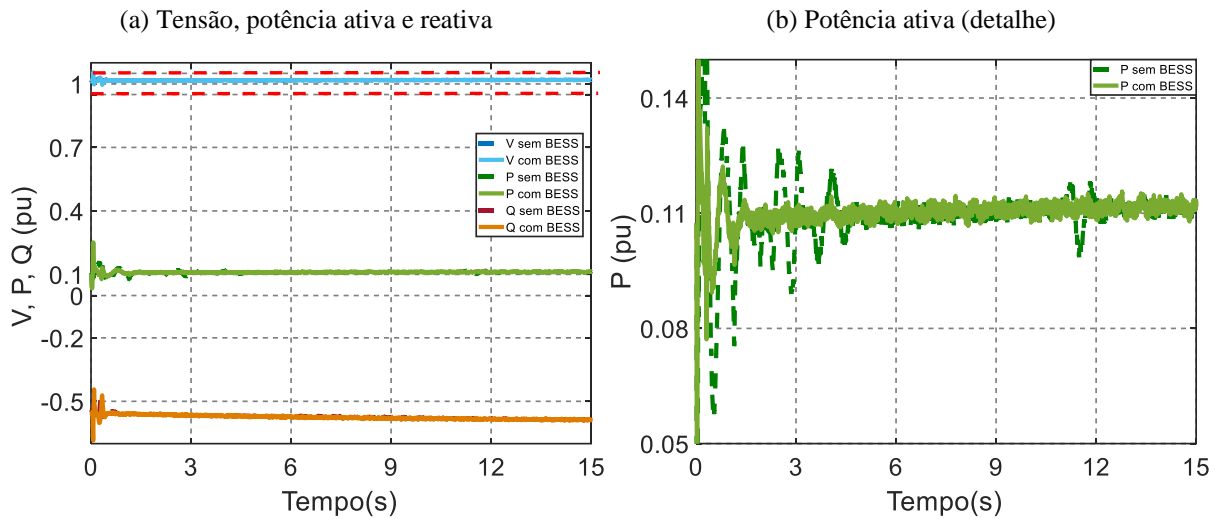 (a) Tensão, potência ativa e reativa
1
0.7
0.4
0.1
0
-0.2
-0.5
V, P, Q (pu)
V sem BESS
V com BESS
P sem BESS
P com BESS
Q sem BESS
Q com BESS
0 3 6 9 12 15
Tempo(s)
(b) Potência ativa (detalhe)
0.14
0.11
0.08
0.05
P (pu)
P sem BESS
P com BESS
0 3 6 9 12 15
Tempo(s)